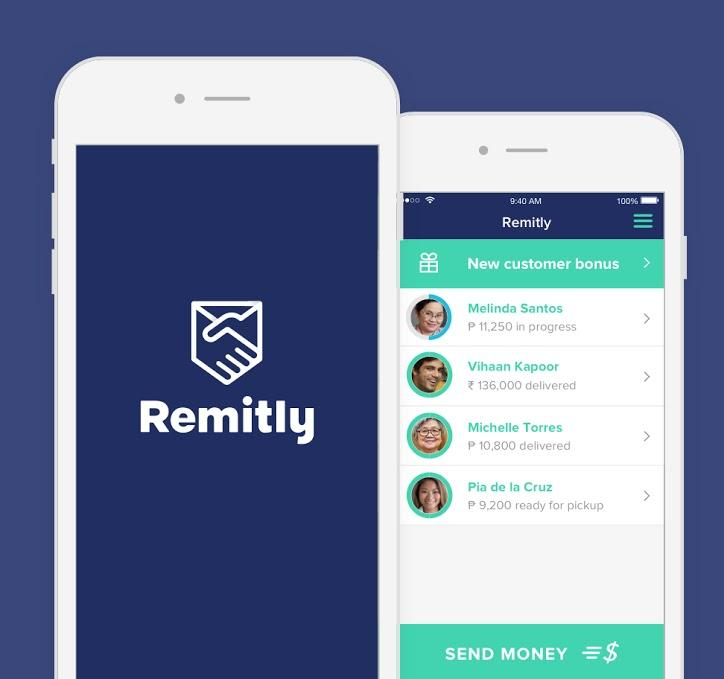 Remitly
9:40 AM
100%
Remitly
New customer bonus
Melinda Santos
₱ 11,250 in progress
Vihaan Kapoor
₹ 136,000 delivered
Michelle Torres
₱ 10,800 delivered
Pia de la Cruz
₱ 9,200 ready for pickup
SEND MONEY $